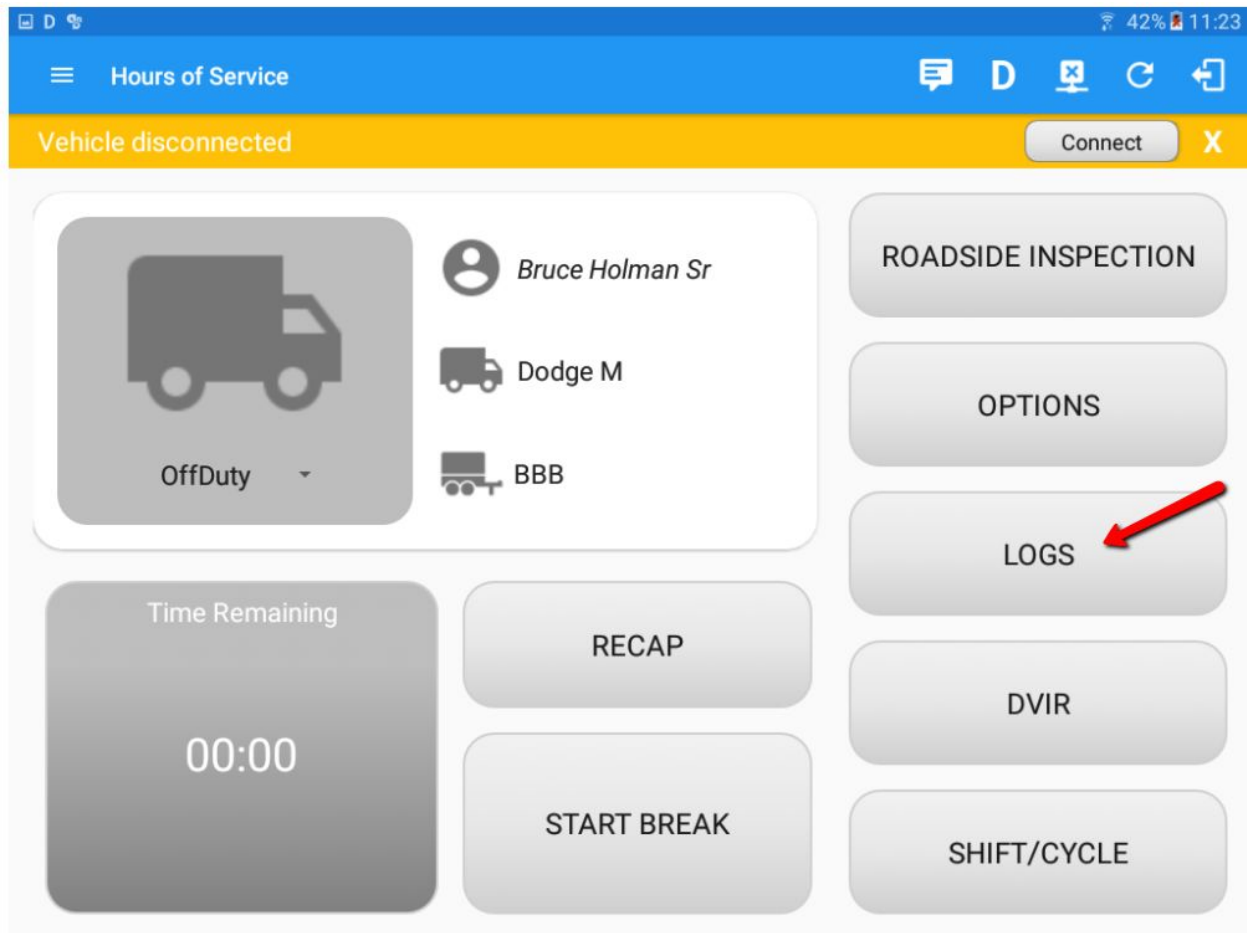 D 42% 11:23
Hours of Service D
Vehicle disconnected Connect X
Bruce Holman Sr
Dodge M
BBB
OffDuty
Time Remaining
00:00
RECAP
START BREAK
ROADSIDE INSPECTION
OPTIONS
LOGS
DVIR
SHIFT/CYCLE